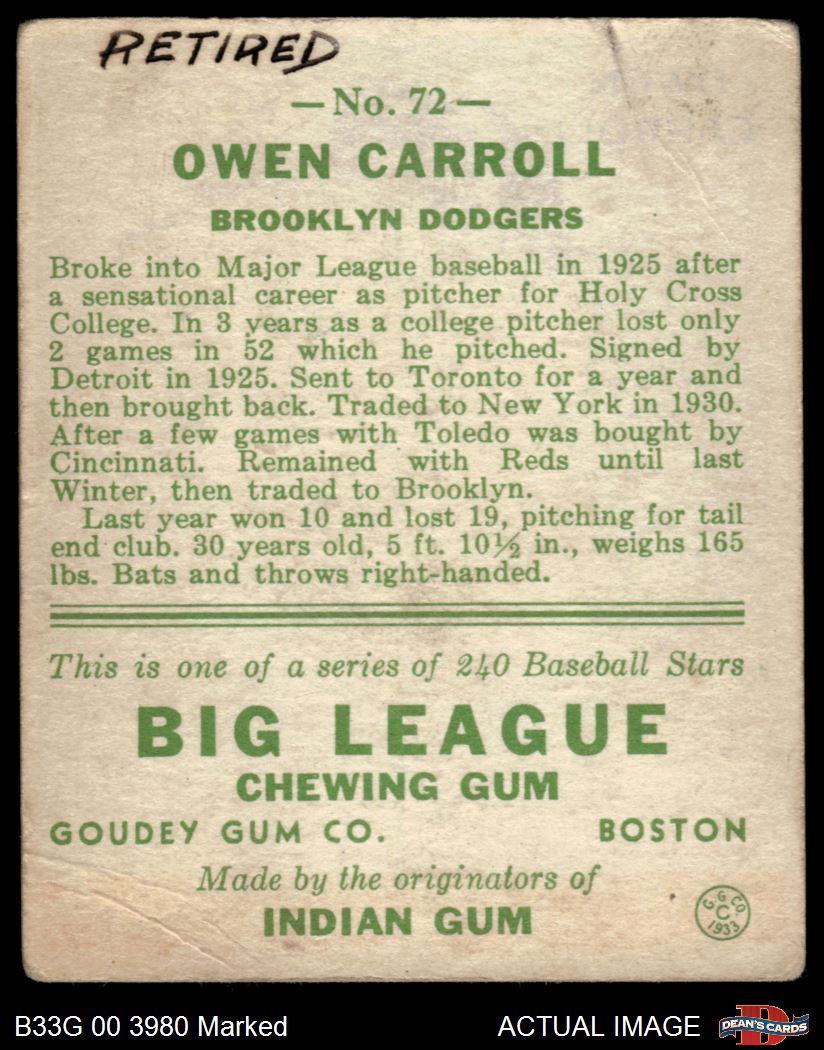 RETIRED
— No. 72 —
OWEN CARROLL
BROOKLYN DODGERS
Broke into Major League baseball in 1925 after
a sensational career as pitcher for Holy Cross
College. In 3 years as a college pitcher lost only
2 games in 52 which he pitched. Signed by
Detroit in 1925. Sent to Toronto for a year and
then brought back. Traded to New York in 1930.
After a few games with Toledo was bought by
Cincinnati. Remained with Reds until last
Winter, then traded to Brooklyn.
Last year won 10 and lost 19, pitching for tail
end club. 30 years old, 5 ft. 10½ in., weighs 165
lbs. Bats and throws right-handed.
This is one of a series of 240 Baseball Stars
BIG LEAGUE
CHEWING GUM
GOUDEY GUM CO. BOSTON
Made by the originators of
INDIAN GUM
G. G. CO.
C
1933
B33G 00 3980 Marked ACTUAL IMAGE
D
DEAN'S CARDS